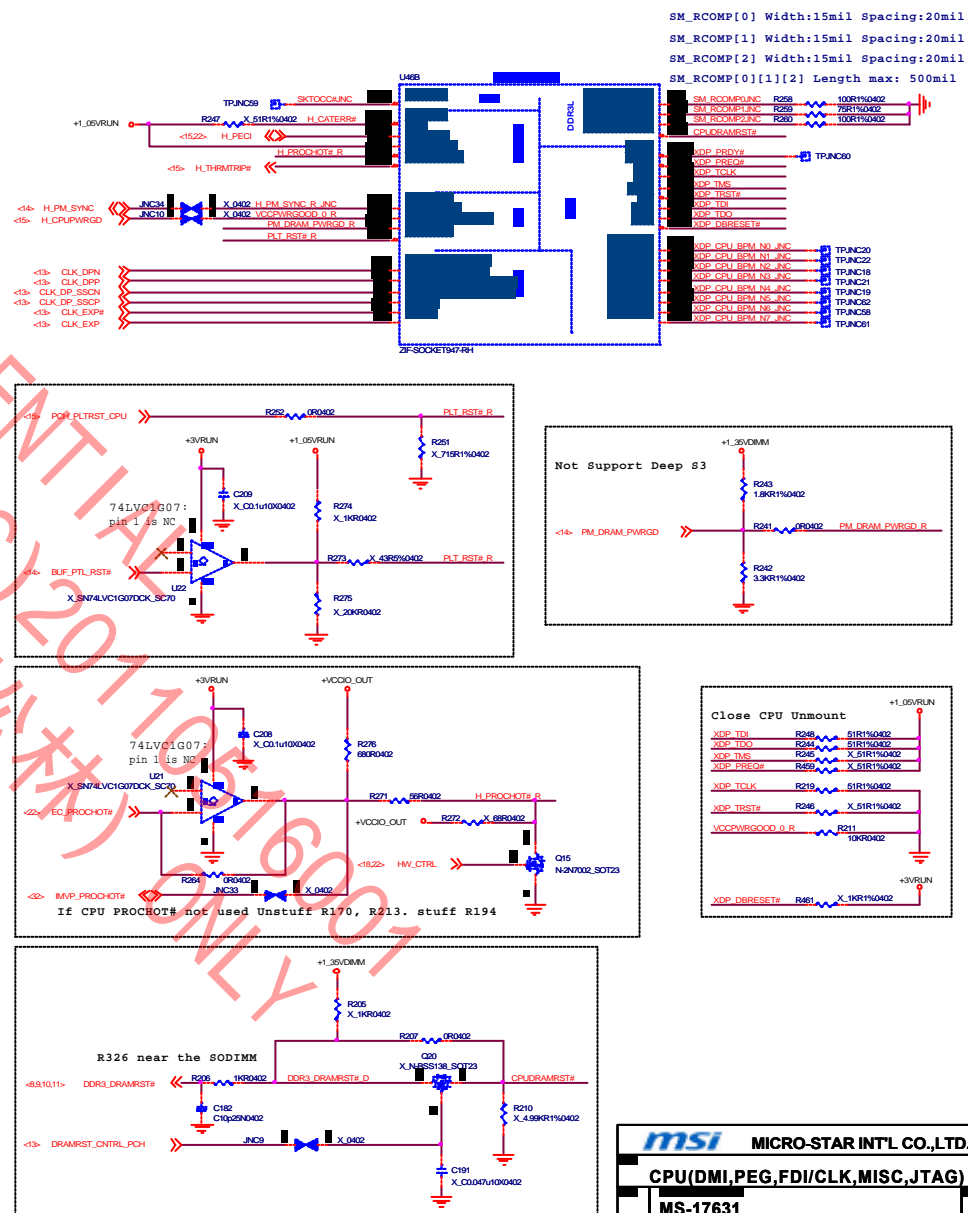 SM_RCOMP[0] Width:15mil Spacing:20mil
SM_RCOMP[1] Width:15mil Spacing:20mil
SM_RCOMP[2] Width:15mil Spacing:20mil
SM_RCOMP[0][1][2] Length max: 500mil
U46B
TPJNC59 SKTOCC#JNC
+1_05VRUN R247 X_51R1%0402 H_CATERR#
<15,22> H_PECI
H_PROCHOT#_R
<15> H_THRMTRIP#
<14> H_PM_SYNC JNC34 X_0402 H_PM_SYNC_R_JNC
<15> H_CPUPWRGD JNC10 X_0402 VCCPWRGOOD_0_R
PM_DRAM_PWRGD_R
PLT_RST#_R
<13> CLK_DPN
<13> CLK_DPP
<13> CLK_DP_SSCN
<13> CLK_DP_SSCP
<13> CLK_EXP#
<13> CLK_EXP
DDR3L
SM_RCOMP0JNC R258 100R1%0402
SM_RCOMP1JNC R259 75R1%0402
SM_RCOMP2JNC R260 100R1%0402
CPUDRAMRST#
XDP_PRDY# TPJNC60
XDP_PREQ#
XDP_TCLK
XDP_TMS
XDP_TRST#
XDP_TDI
XDP_TDO
XDP_DBRESET#
XDP_CPU_BPM_N0_JNC TPJNC20
XDP_CPU_BPM_N1_JNC TPJNC22
XDP_CPU_BPM_N2_JNC TPJNC18
XDP_CPU_BPM_N3_JNC TPJNC21
XDP_CPU_BPM_N4_JNC TPJNC19
XDP_CPU_BPM_N5_JNC TPJNC62
XDP_CPU_BPM_N6_JNC TPJNC58
XDP_CPU_BPM_N7_JNC TPJNC61
ZIF-SOCKET947-RH
<15> PCH_PLTRST_CPU R252 0R0402 PLT_RST#_R
R251
X_715R1%0402
+3VRUN
+1_05VRUN
C209
X_C0.1u10X0402
74LVC1G07:
pin 1 is NC
R274
X_1KR0402
R273 X_43R5%0402 PLT_RST#_R
<14> BUF_PTL_RST#
U22
X_SN74LVC1G07DCK_SC70
R275
X_20KR0402
+1_35VDIMM
Not Support Deep S3
R243
1.8KR1%0402
<14> PM_DRAM_PWRGD R241 0R0402 PM_DRAM_PWRGD_R
R242
3.3KR1%0402
+3VRUN
+VCCIO_OUT
C208
X_C0.1u10X0402
74LVC1G07:
pin 1 is NC
R276
680R0402
U21
X_SN74LVC1G07DCK_SC70
R271 56R0402 H_PROCHOT#_R
<22> EC_PROCHOT#
+VCCIO_OUT R272 X_68R0402
<18,22> HW_CTRL
Q15
N-2N7002_SOT23
R264 0R0402
<32> IMVP_PROCHOT# JNC33 X_0402
If CPU PROCHOT# not used Unstuff R170, R213. stuff R194
+1_05VRUN
Close CPU Unmount
XDP_TDI R248 51R1%0402
XDP_TDO R244 51R1%0402
XDP_TMS R245 X_51R1%0402
XDP_PREQ# R459 X_51R1%0402
XDP_TCLK R219 51R1%0402
XDP_TRST# R246 X_51R1%0402
VCCPWRGOOD_0_R R211
10KR0402
+3VRUN
XDP_DBRESET# R461 X_1KR1%0402
+1_35VDIMM
R205
X_1KR0402
R207 0R0402
R326 near the SODIMM
Q20
X_N-BSS138_SOT23
<8,9,10,11> DDR3_DRAMRST# R206 1KR0402 DDR3_DRAMRST#_D CPUDRAMRST#
C182
C10p25N0402
R210
X_4.99KR1%0402
<13> DRAMRST_CNTRL_PCH JNC9 X_0402
C191
X_C0.047u10X0402
msi MICRO-STAR INT'L CO.,LTD.
CPU(DMI,PEG,FDI/CLK,MISC,JTAG)
MS-17631